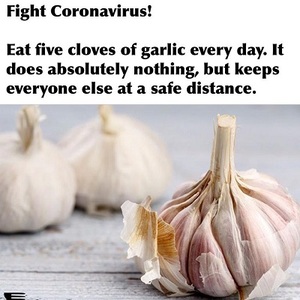 Fight Coronavirus!
Eat five cloves of garlic every day. It
does absolutely nothing, but keeps
everyone else at a safe distance.